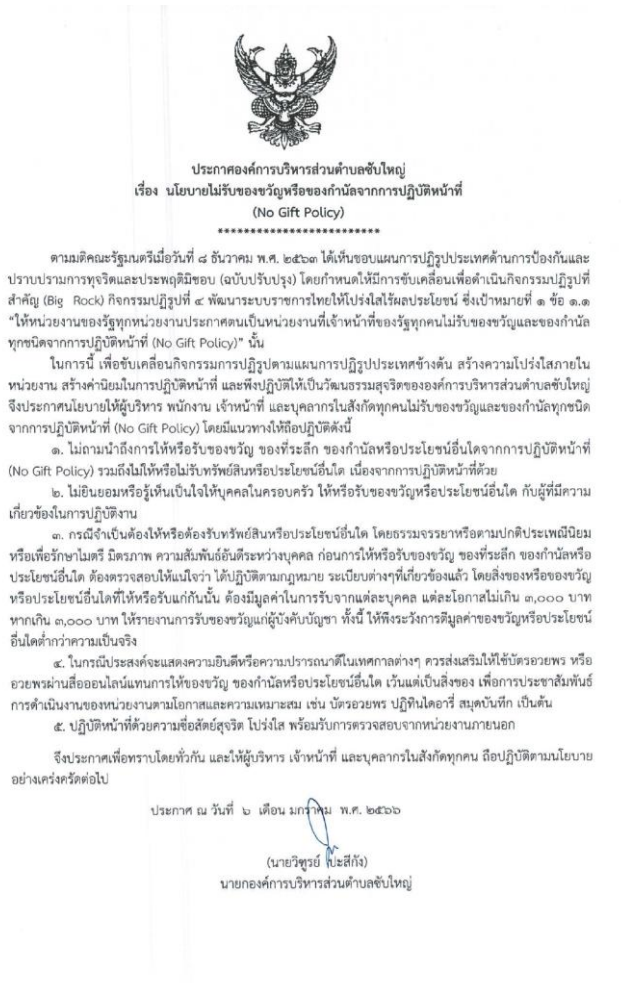 ประกาศองค์การบริหารส่วนตำบลซับใหญ่
เรื่อง นโยบายไม่รับของขวัญหรือของกำนัลจากการปฏิบัติหน้าที่
(No Gift Policy)
*************************
ตามมติคณะรัฐมนตรีเมื่อวันที่ ๘ ธันวาคม พ.ศ. ๒๕๖๓ ได้เห็นชอบแผนการปฏิรูปประเทศด้านการป้องกันและ
ปราบปรามการทุจริตและประพฤติมิชอบ (ฉบับปรับปรุง) โดยกำหนดให้มีการขับเคลื่อนเพื่อดำเนินกิจกรรมปฏิรูปที่
สำคัญ (Big Rock) กิจกรรมปฏิรูปที่ ๔ พัฒนาระบบราชการไทยให้โปร่งใสไร้ผลประโยชน์ ซึ่งเป้าหมายที่ ๑ ข้อ ๑.๑
“ให้หน่วยงานของรัฐทุกหน่วยงานประกาศตนเป็นหน่วยงานที่เจ้าหน้าที่ของรัฐทุกคนไม่รับของขวัญและของกำนัล
ทุกชนิดจากการปฏิบัติหน้าที่ (No Gift Policy)” นั้น
ในการนี้ เพื่อขับเคลื่อนกิจกรรมการปฏิรูปตามแผนการปฏิรูปประเทศข้างต้น สร้างความโปร่งใสภายใน
หน่วยงาน สร้างค่านิยมในการปฏิบัติหน้าที่ และพึงปฏิบัติให้เป็นวัฒนธรรมสุจริตขององค์การบริหารส่วนตำบลซับใหญ่
จึงประกาศนโยบายให้ผู้บริหาร พนักงาน เจ้าหน้าที่ และบุคลากรในสังกัดทุกคนไม่รับของขวัญและของกำนัลทุกชนิด
จากการปฏิบัติหน้าที่ (No Gift Policy) โดยมีแนวทางให้ถือปฏิบัติดังนี้
๑. ไม่ถามนำถึงการให้หรือรับของขวัญ ของที่ระลึก ของกำนัลหรือประโยชน์อื่นใดจากการปฏิบัติหน้าที่
(No Gift Policy) รวมถึงไม่ให้หรือไม่รับทรัพย์สินหรือประโยชน์อื่นใด เนื่องจากการปฏิบัติหน้าที่ด้วย
๒. ไม่ยินยอมหรือรู้เห็นเป็นใจให้บุคคลในครอบครัว ให้หรือรับของขวัญหรือประโยชน์อื่นใด กับผู้ที่มีความ
เกี่ยวข้องในการปฏิบัติงาน
๓. กรณีจำเป็นต้องให้หรือต้องรับทรัพย์สินหรือประโยชน์อื่นใด โดยธรรมจรรยาหรือตามปกติประเพณีนิยม
หรือเพื่อรักษาไมตรี มิตรภาพ ความสัมพันธ์อันดีระหว่างบุคคล ก่อนการให้หรือรับของขวัญ ของที่ระลึก ของกำนัลหรือ
ประโยชน์อื่นใด ต้องตรวจสอบให้แน่ใจว่า ได้ปฏิบัติตามกฎหมาย ระเบียบต่างๆที่เกี่ยวข้องแล้ว โดยสิ่งของหรือของขวัญ
หรือประโยชน์อื่นใดที่ให้หรือรับแก่กันนั้น ต้องมีมูลค่าในการรับจากแต่ละบุคคล แต่ละโอกาสไม่เกิน ๓,๐๐๐ บาท
หากเกิน ๓,๐๐๐ บาท ให้รายงานการรับของขวัญแก่ผู้บังคับบัญชา ทั้งนี้ ให้พึงระวังการตีมูลค่าของขวัญหรือประโยชน์
อื่นใดต่ำกว่าความเป็นจริง
๔. ในกรณีประสงค์จะแสดงความยินดีหรือความปรารถนาดีในเทศกาลต่างๆ ควรส่งเสริมให้ใช้บัตรอวยพร หรือ
อวยพรผ่านสื่อออนไลน์แทนการให้ของขวัญ ของกำนัลหรือประโยชน์อื่นใด เว้นแต่เป็นสิ่งของ เพื่อการประชาสัมพันธ์
การดำเนินงานของหน่วยงานตามโอกาสและความเหมาะสม เช่น บัตรอวยพร ปฏิทินไดอารี่ สมุดบันทึก เป็นต้น
๕. ปฏิบัติหน้าที่ด้วยความซื่อสัตย์สุจริต โปร่งใส พร้อมรับการตรวจสอบจากหน่วยงานภายนอก
จึงประกาศเพื่อทราบโดยทั่วกัน และให้ผู้บริหาร เจ้าหน้าที่ และบุคลากรในสังกัดทุกคน ถือปฏิบัติตามนโยบาย
อย่างเคร่งครัดต่อไป
ประกาศ ณ วันที่ ๖ เดือน มกราคม พ.ศ. ๒๕๖๖
(นายวิฑูรย์ โป๊ะสีกัง)
นายกองค์การบริหารส่วนตำบลซับใหญ่